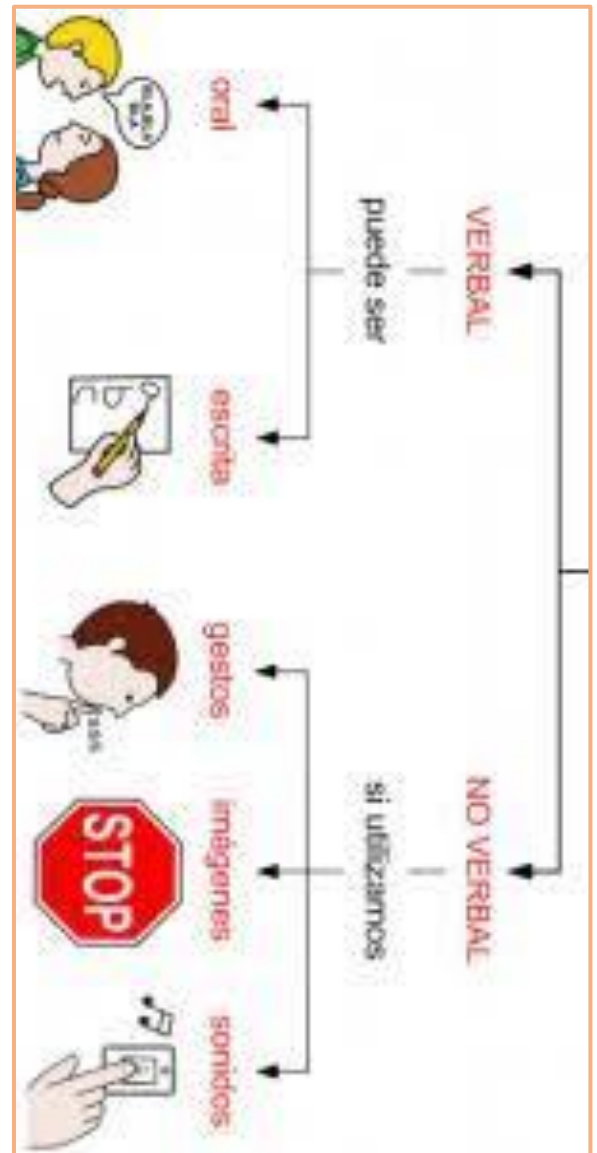 VERBAL
NO VERBAL
puede ser
si utilizamos
oral
escrita
gestos
imágenes
sonidos
STOP